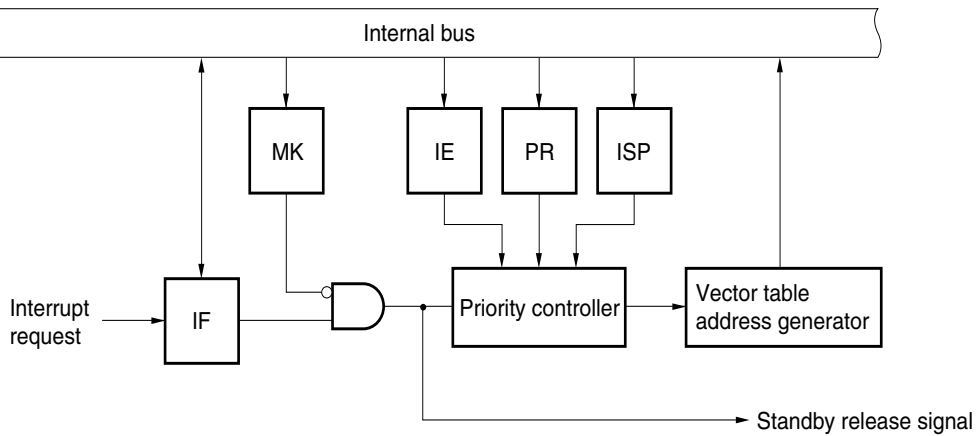 Internal bus
MK
IE
PR
ISP
Interrupt
request
IF
Priority controller
Vector table
address generator
Standby release signal